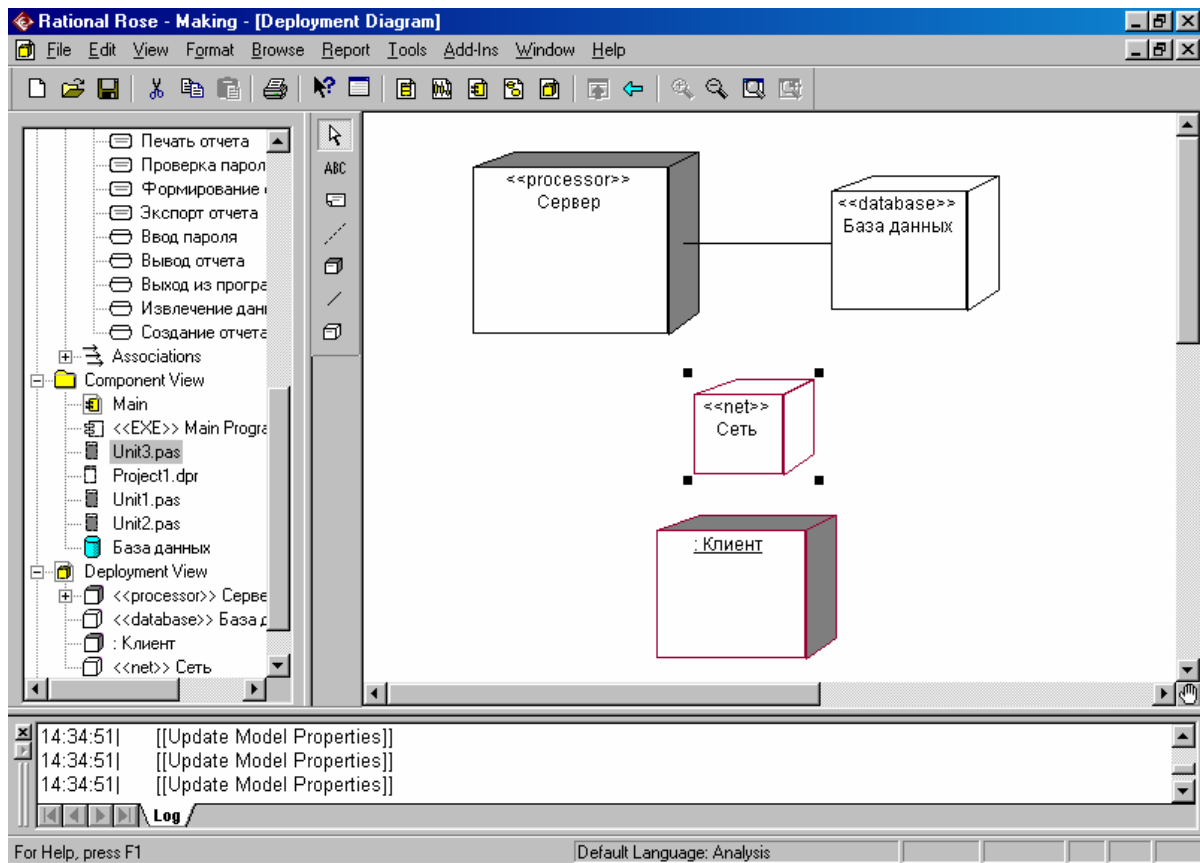 Rational Rose - Making - [Deployment Diagram]
File Edit View Format Browse Report Tools Add-Ins Window Help
Печать отчета
Проверка парол
Формирование
Экспорт отчета
Ввод пароля
Вывод отчета
Выход из програ
Извлечение дан
Создание отчета
Associations
Component View
Main
<<EXE>> Main Progra
Unit3.pas
Project1.dpr
Unit1.pas
Unit2.pas
База данных
Deployment View
<<processor>> Серве
<<database>> База д
: Клиент
<<net>> Сеть
ABC
<<processor>>
Сервер
<<database>>
База данных
<<net>>
Сеть
: Клиент
14:34:51| [[Update Model Properties]]
14:34:51| [[Update Model Properties]]
14:34:51| [[Update Model Properties]]
Log
For Help, press F1
Default Language: Analysis